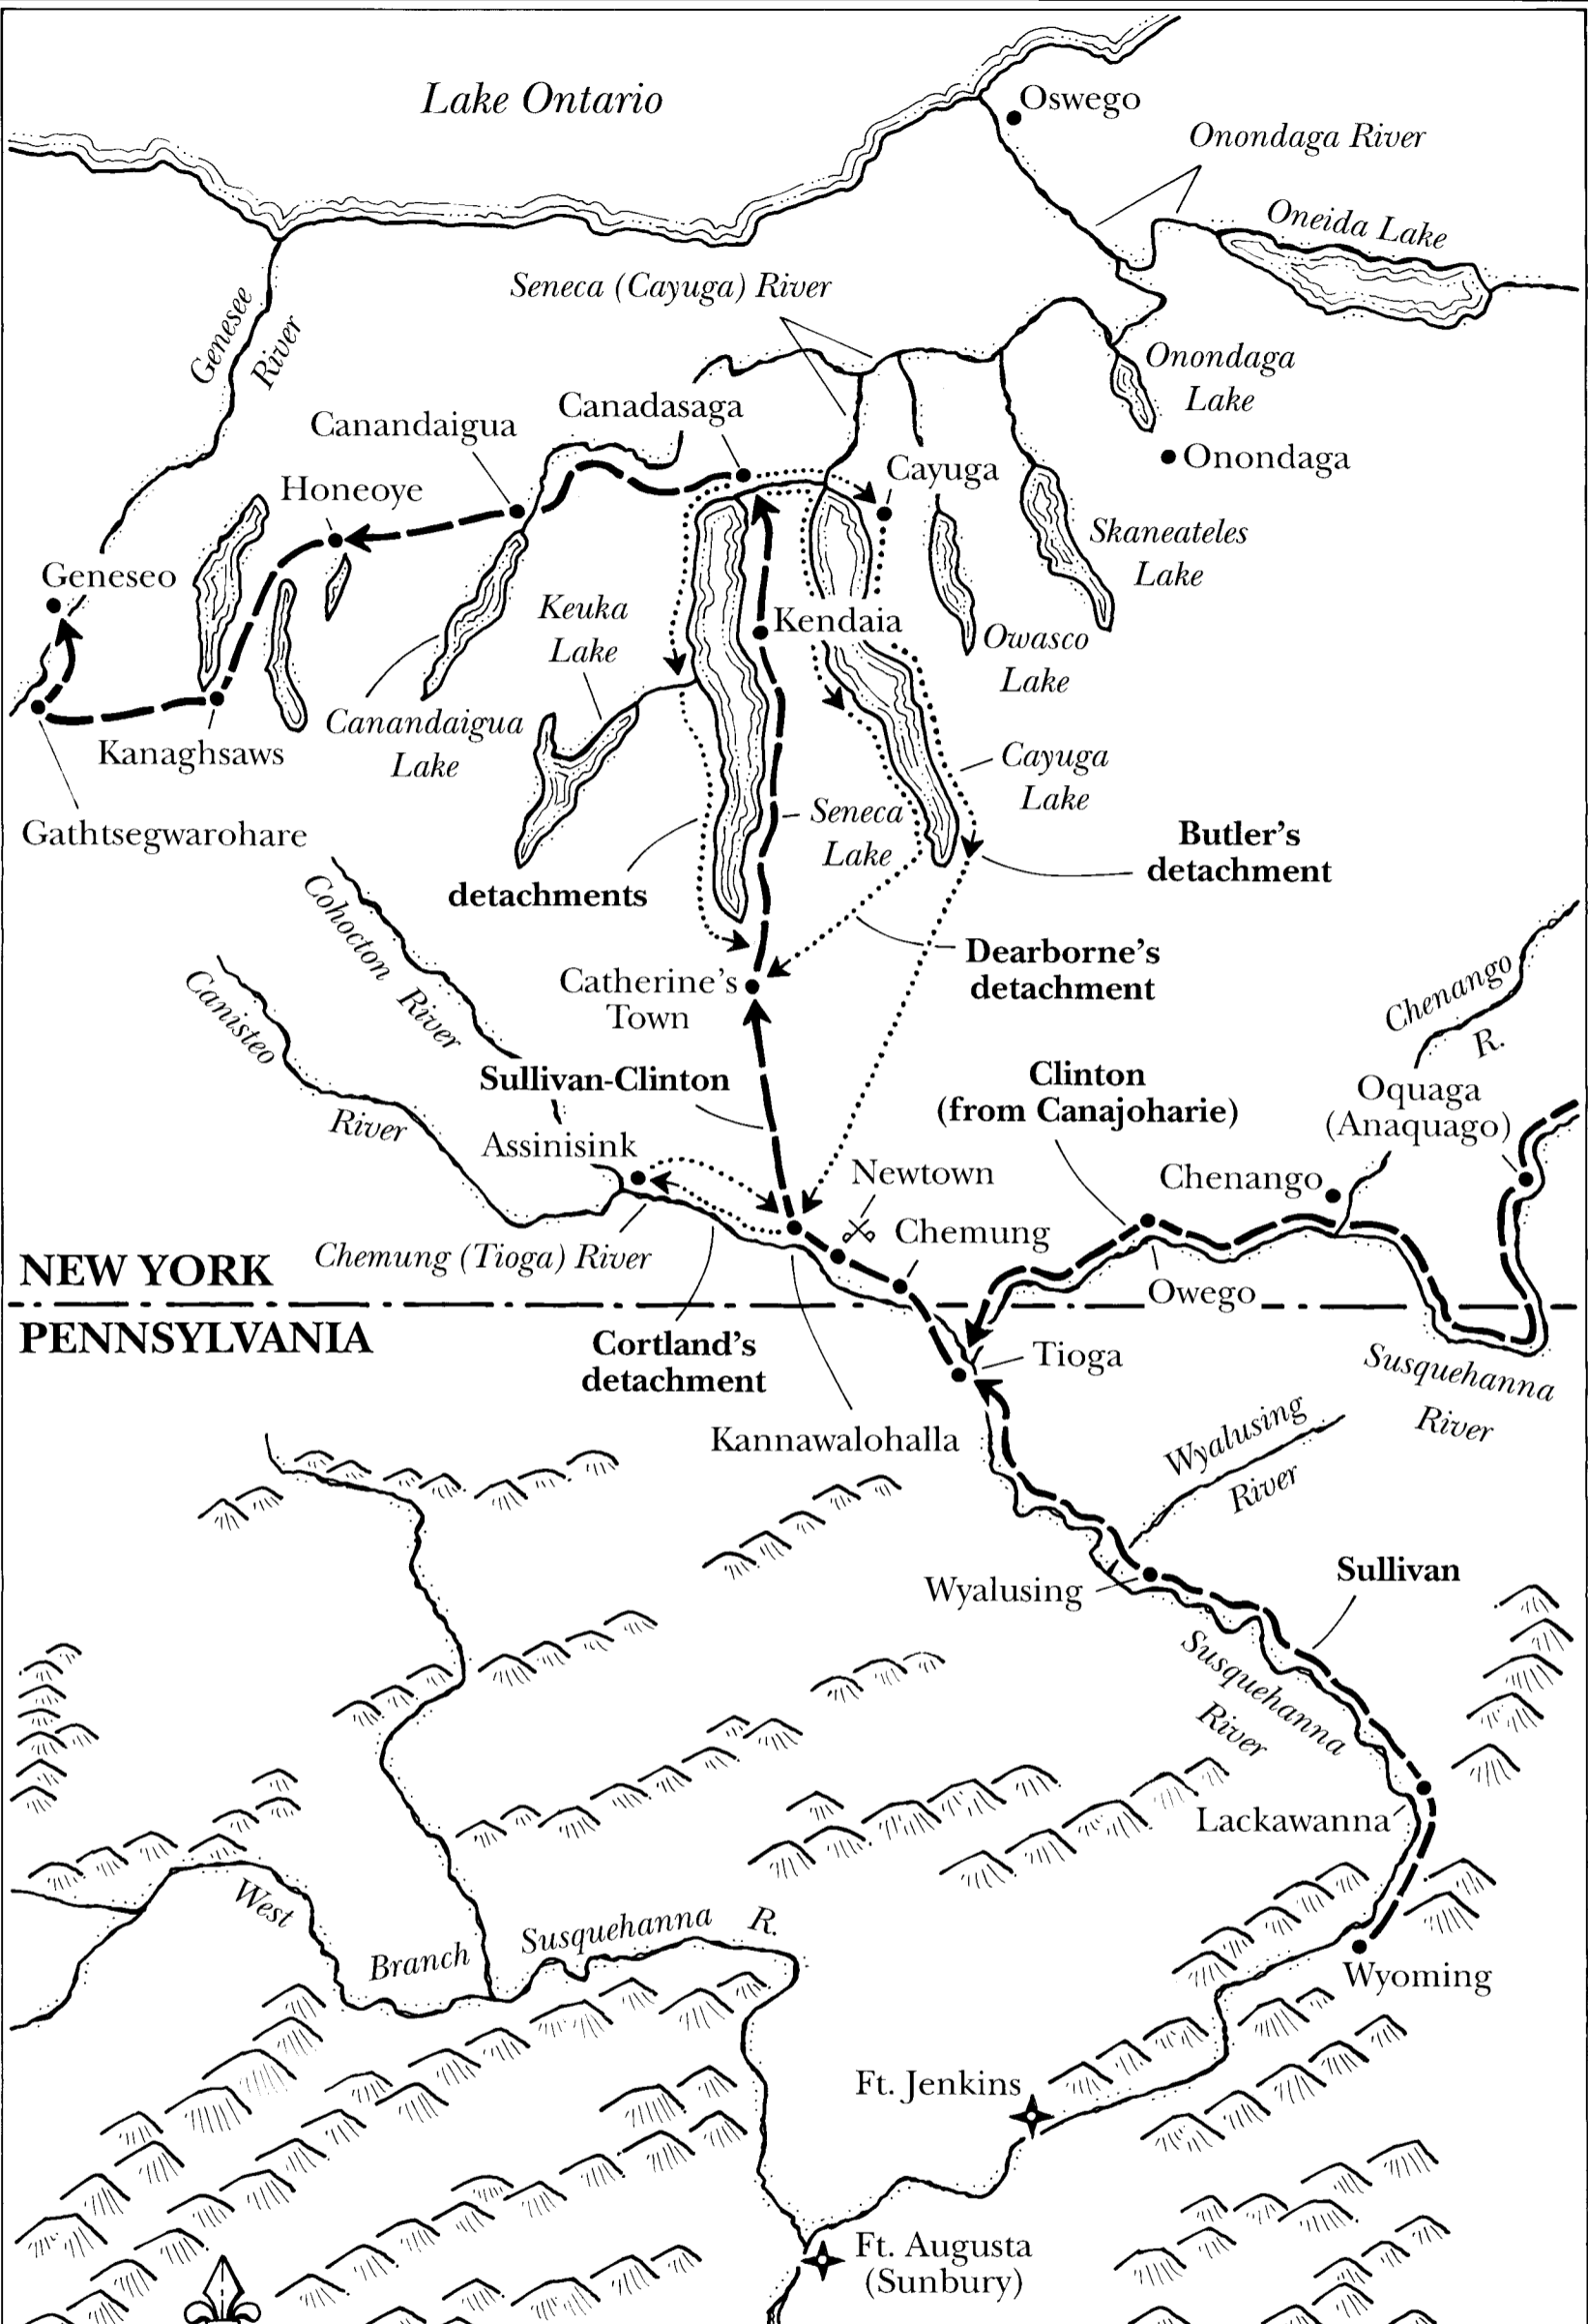 Lake Ontario
Oswego
Onondaga River
Oneida Lake
Seneca (Cayuga) River
Genesee
River
Onondaga
Lake
Canadasaga
Canandaigua
Cayuga
Onondaga
Honeoye
Skaneateles
Lake
Geneseo
Keuka
Lake
Kendaia
Owasco
Lake
Canandaigua
Lake
Kanaghsaws
Cayuga
Lake
Gathtsegwarohare
Seneca
Lake
Butler's
detachment
detachments
Cohocton River
Dearborne's
detachment
Canisteo
River
Catherine's
Town
Chenango
R.
Sullivan-Clinton
Clinton
(from Canajoharie)
Oquaga
(Anaquago)
Assinisink
Newtown
Chenango
Chemung
Chemung (Tioga) River
NEW YORK
Owego
PENNSYLVANIA
Cortland's
detachment
Tioga
Susquehanna
River
Kannawalohalla
Wyalusing
River
Wyalusing
Sullivan
Susquehanna
River
Lackawanna
West
Branch
Susquehanna R.
Wyoming
Ft. Jenkins
Ft. Augusta
(Sunbury)